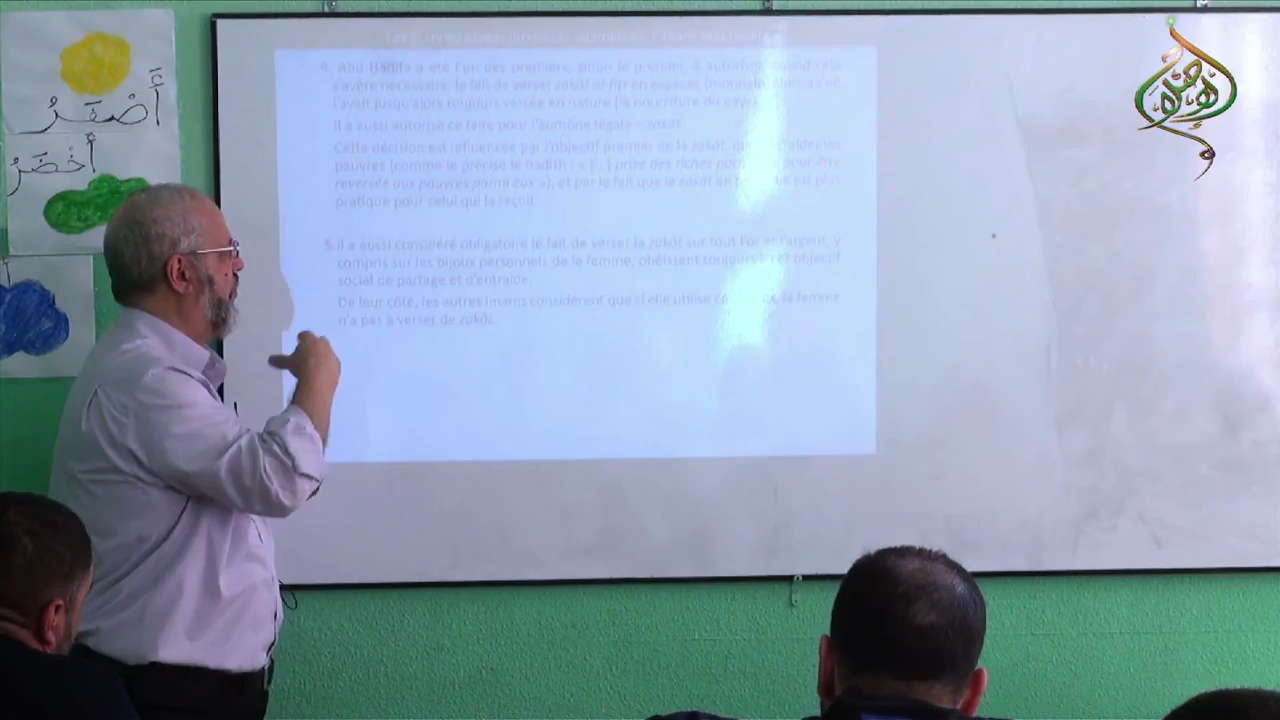 أَصْفَرُ
أَخْضَرُ
4. Abû Hanîfa a été l'un des premiers, sinon le premier, à autoriser, quand cela
s'avère nécessaire, le fait de verser zakât al-fitr en espèces (monnaie) alors qu'on
l'avait jusqu'alors toujours versée en nature (la nourriture du pays).
Il a aussi autorisé ce faire pour l'aumône légale – zakât.
Cette décision est influencée par l'objectif premier de la zakât, d'aider les
pauvres (comme le précise le hadith : « [...] prise des riches pour être
reversée aux pauvres parmi eux »), et par le fait que la zakât en est plus
pratique pour celui qui la reçoit.
5. Il a aussi considéré obligatoire le fait de verser la zakât sur tout l'or et l'argent, y
compris sur les bijoux personnels de la femme, obéissant toujours à cet objectif
social de partage et d'entraide.
De leur côté, les autres imams considèrent que si elle utilise la femme
n'a pas à verser de zakât.